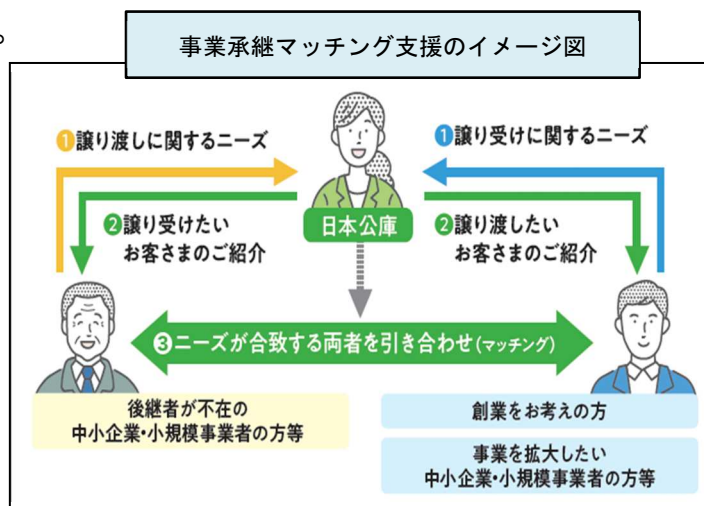 。
事業承継マッチング支援のイメージ図
❶譲り渡しに関するニーズ
❶譲り受けに関するニーズ
❷譲り受けたい
お客さまのご紹介
日本公庫
❷譲り渡したい
お客さまのご紹介
❸ニーズが合致する両者を引き合わせ(マッチング)
後継者が不在の
中小企業・小規模事業者の方等
創業をお考えの方
事業を拡大したい
中小企業・小規模事業者の方等